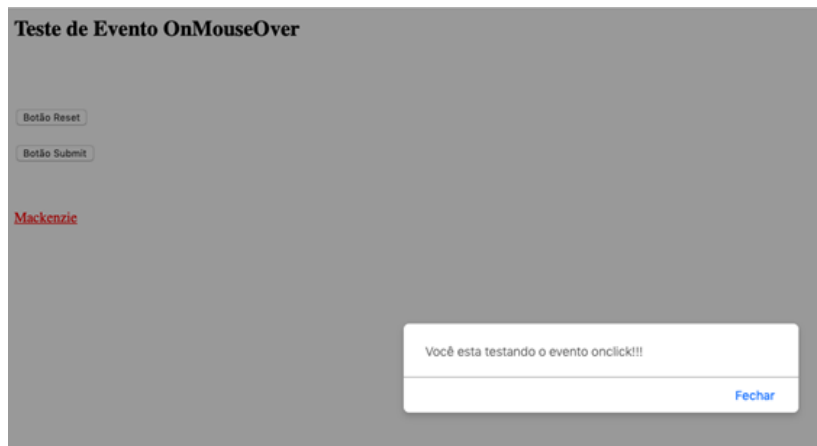 Teste de Evento OnMouseOver
Botão Reset
Botão Submit
Mackenzie
Você esta testando o evento onclick!!!
Fechar